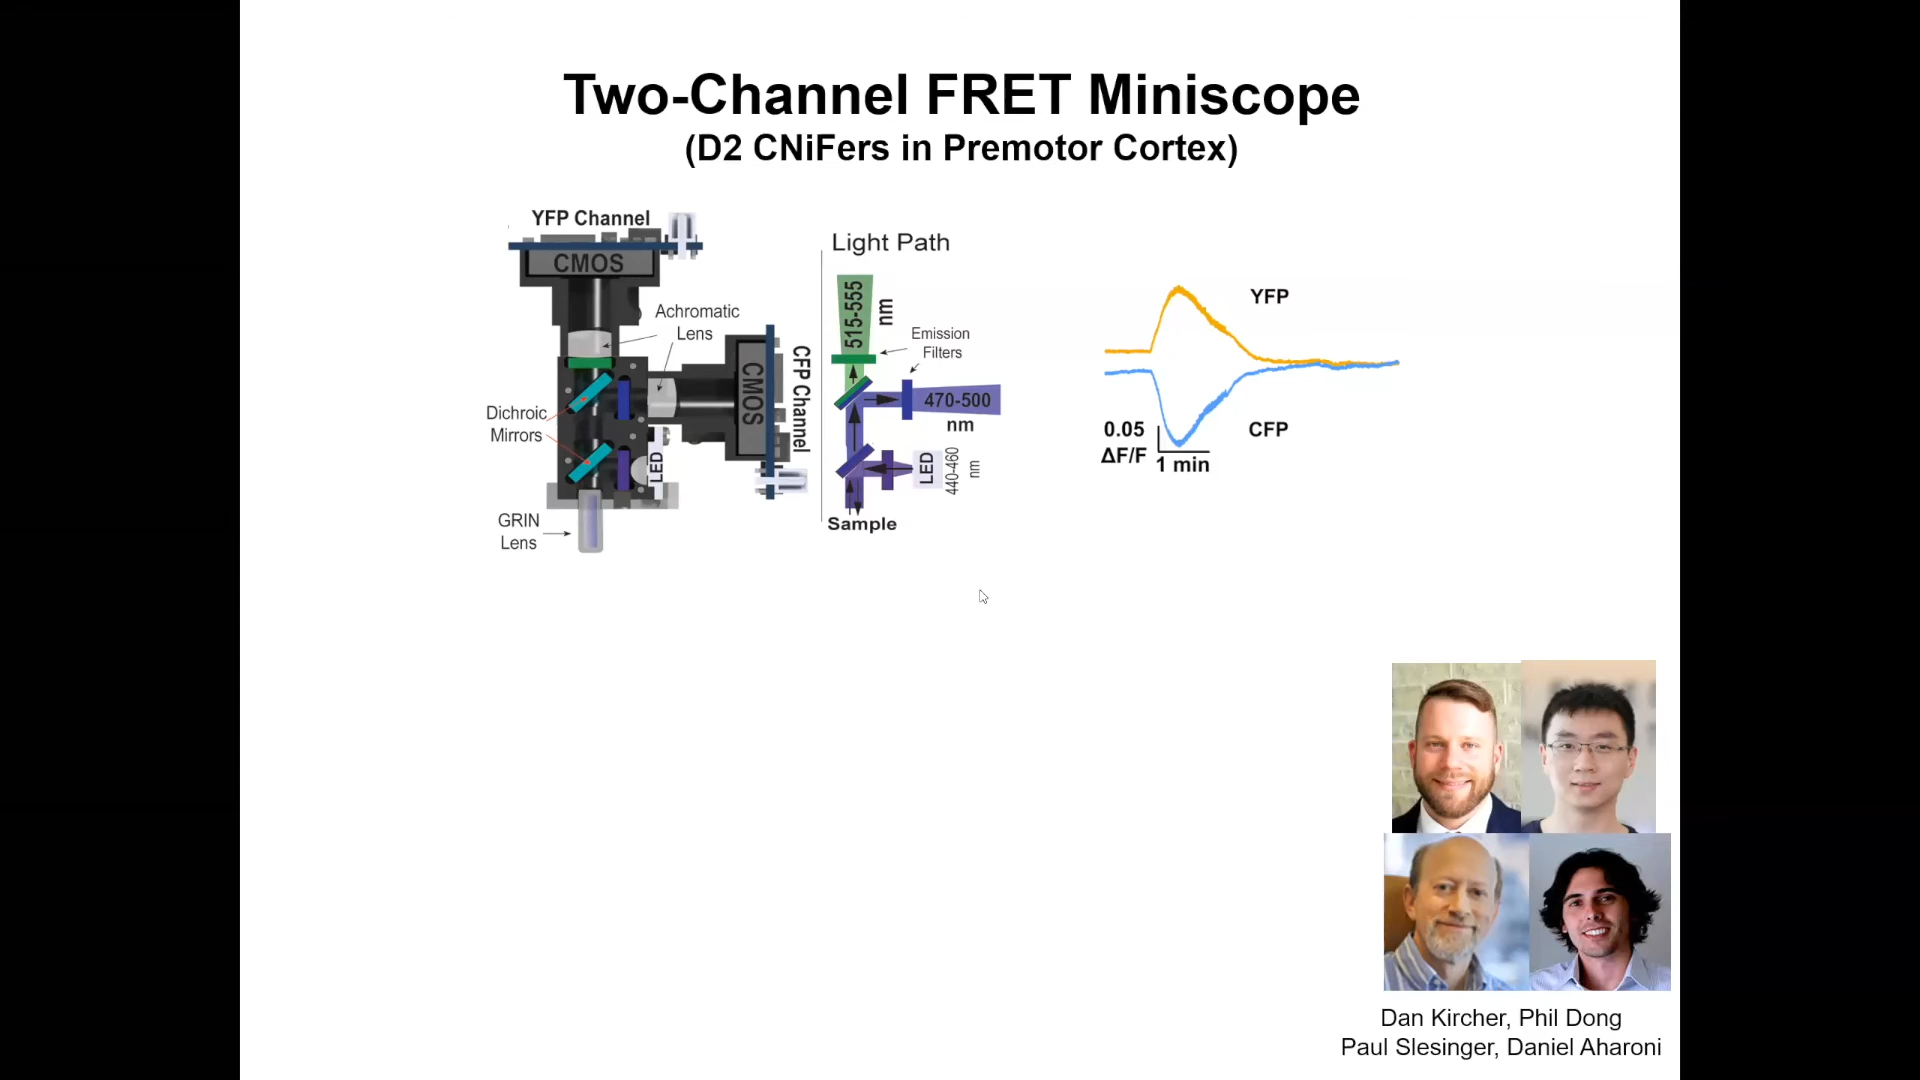 Two-Channel FRET Miniscope
(D2 CNiFers in Premotor Cortex)
YFP Channel
CMOS
Achromatic
Lens
CMOS
CFP Channel
Dichroic
Mirrors
LED
GRIN
Lens
Light Path
515-555
nm
Emission
Filters
470-500
nm
LED
440-460
nm
Sample
YFP
CFP
0.05
ΔF/F
1 min
Dan Kircher, Phil Dong
Paul Slesinger, Daniel Aharoni